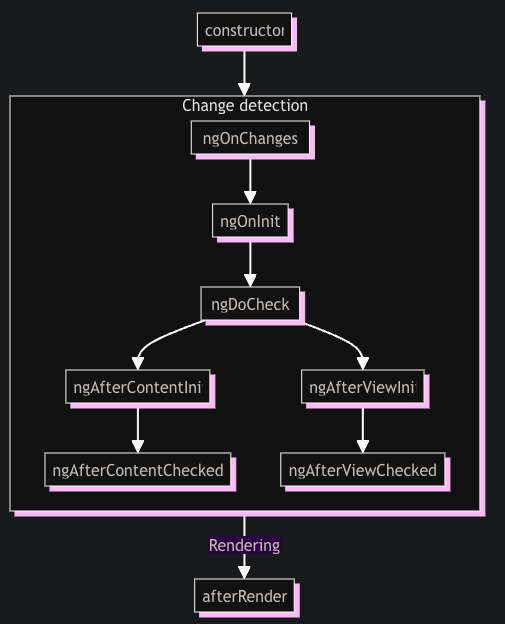 constructor
Change detection
ngOnChanges
ngOnInit
ngDoCheck
ngAfterContentIni
ngAfterViewIni
ngAfterContentChecked
ngAfterViewChecked
Rendering
afterRender